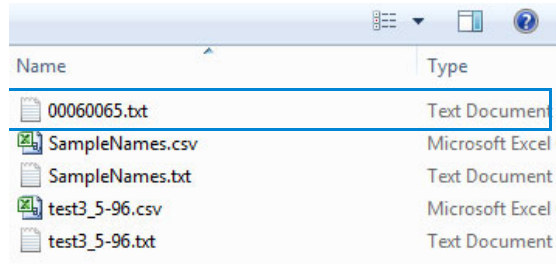 Name Type
00060065.txt Text Document
SampleNames.csv Microsoft Excel
SampleNames.txt Text Document
test3_5-96.csv Microsoft Excel
test3_5-96.txt Text Document